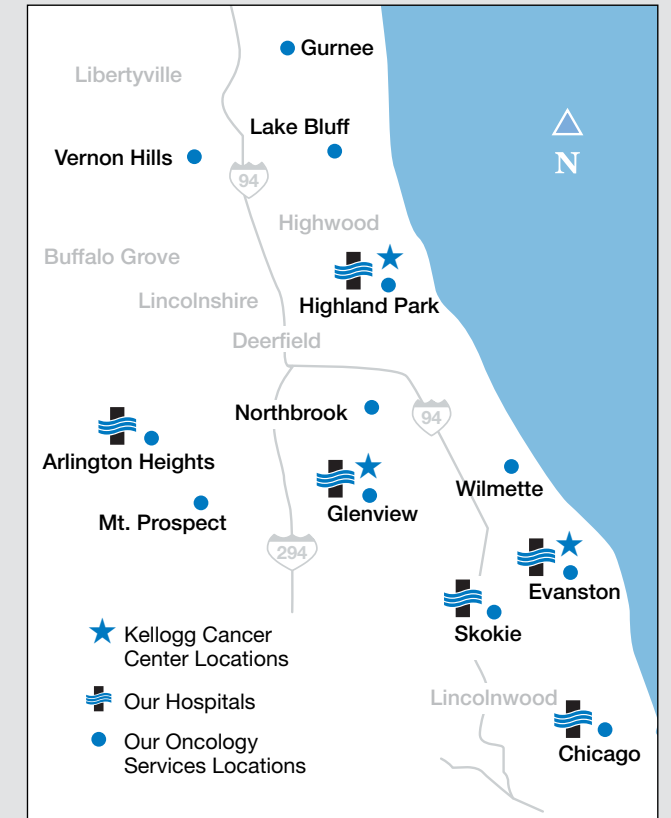 Gurnee
Libertyville
Lake Bluff
Vernon Hills
N
94
Highwood
Buffalo Grove
Lincolnshire
Highland Park
Deerfield
Northbrook
94
Arlington Heights
Wilmette
Glenview
Mt. Prospect
294
Evanston
Skokie
Kellogg Cancer
Center Locations
Lincolnwood
Our Hospitals
Our Oncology
Services Locations
Chicago